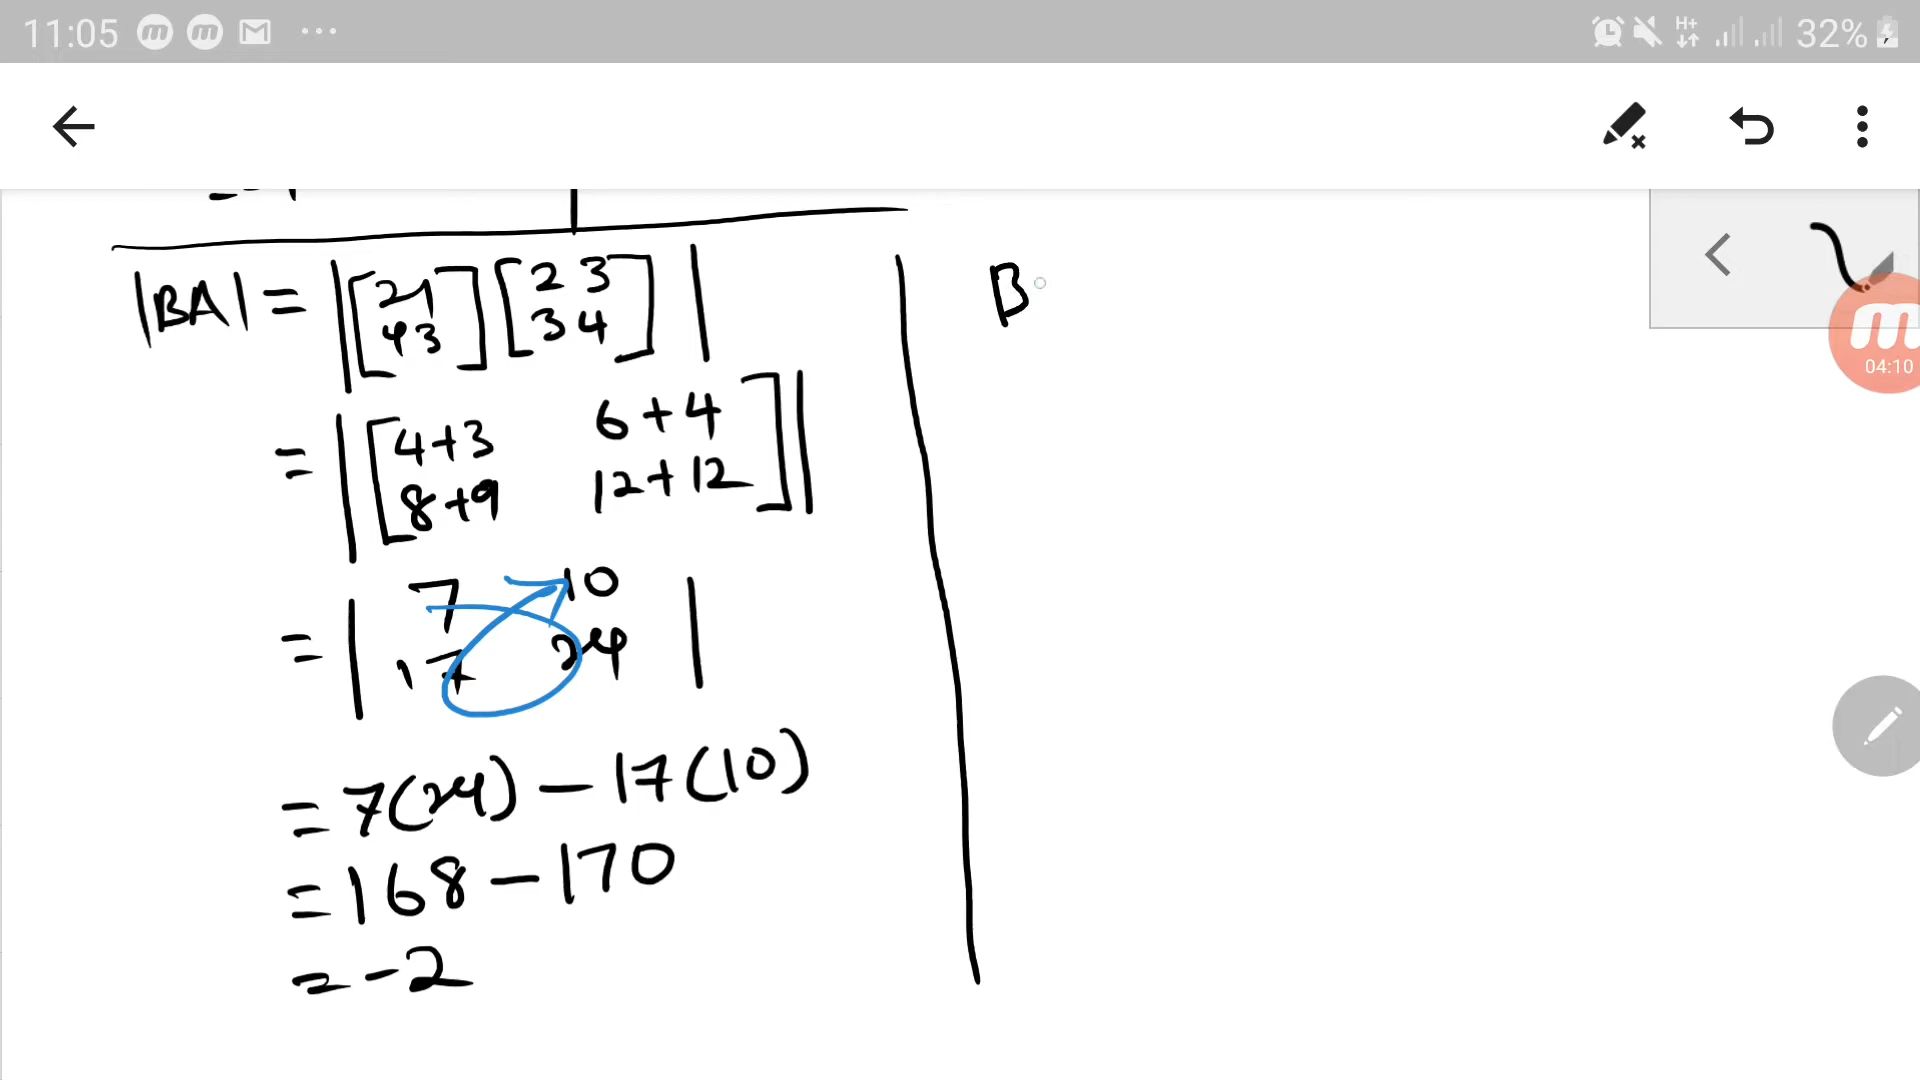 11:05 m m M ... H+ 32%
= -1
|BA| = | [ 2 1 ] [ 2 3 ] |
4 3 3 4
= | [ 4+3 6+4 ] |
8+9 12+12
= | 7 10 |
17 24
= 7(24) - 17(10)
= 168 - 170
= -2
B
m
04:10